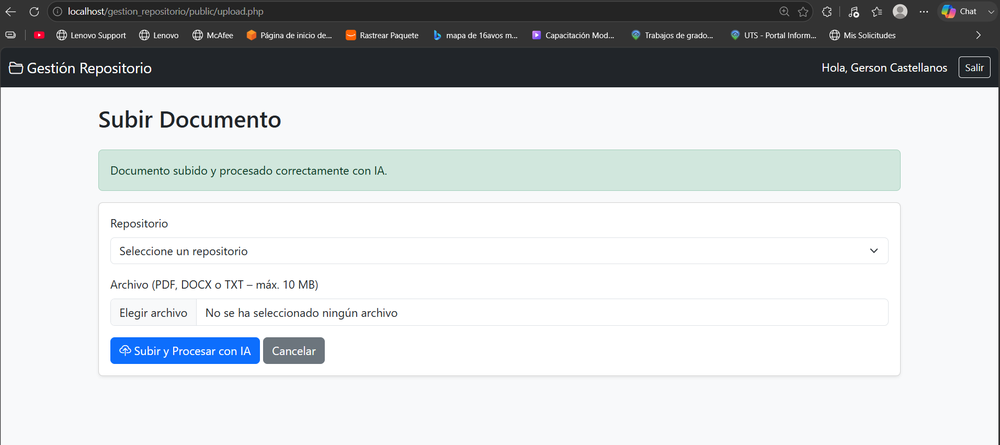 localhost/gestion_repositorio/public/upload.php
Chat
Lenovo Support
Lenovo
McAfee
Página de inicio de...
Rastrear Paquete
mapa de 16avos m...
Capacitación Mod...
Trabajos de grado...
UTS - Portal Inform...
Mis Solicitudes
Gestión Repositorio
Hola, Gerson Castellanos
Salir
Subir Documento
Documento subido y procesado correctamente con IA.
Repositorio
Seleccione un repositorio
Archivo (PDF, DOCX o TXT – máx. 10 MB)
Elegir archivo
No se ha seleccionado ningún archivo
Subir y Procesar con IA
Cancelar